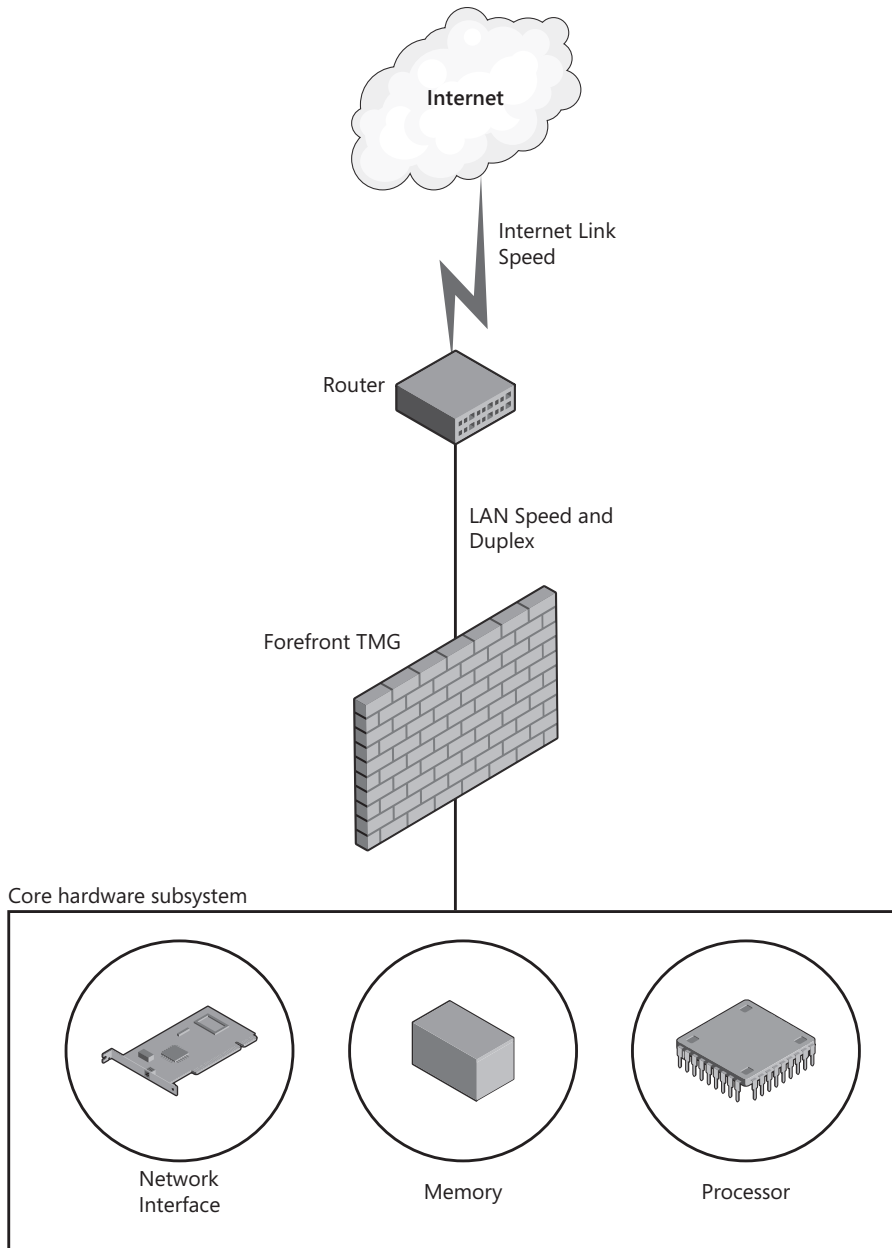 Internet
Internet Link
Speed
Router
LAN Speed and
Duplex
Forefront TMG
Core hardware subsystem
Network
Interface
Memory
Processor